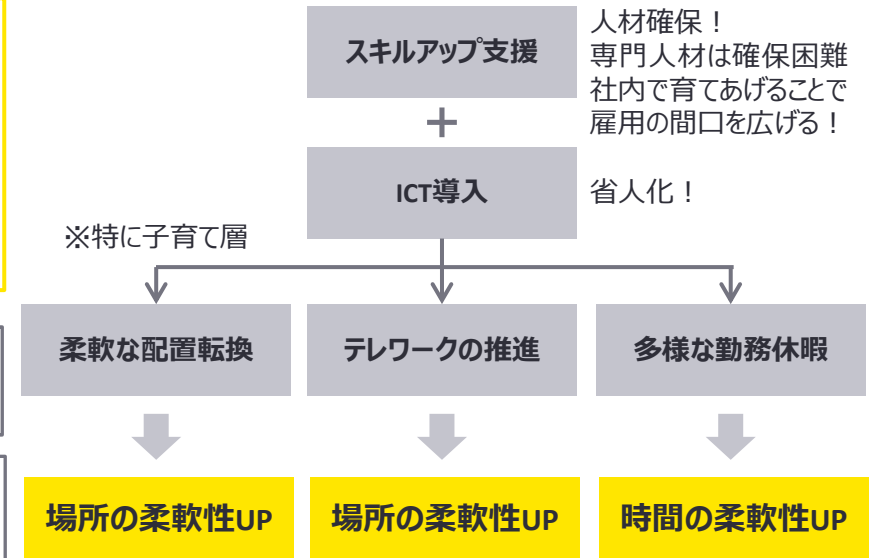 スキルアップ支援
人材確保！
専門人材は確保困難
社内で育てあげることで
雇用の間口を広げる！
＋
ICT導入
省人化！
※特に子育て層
柔軟な配置転換
テレワークの推進
多様な勤務休暇
場所の柔軟性UP
場所の柔軟性UP
時間の柔軟性UP